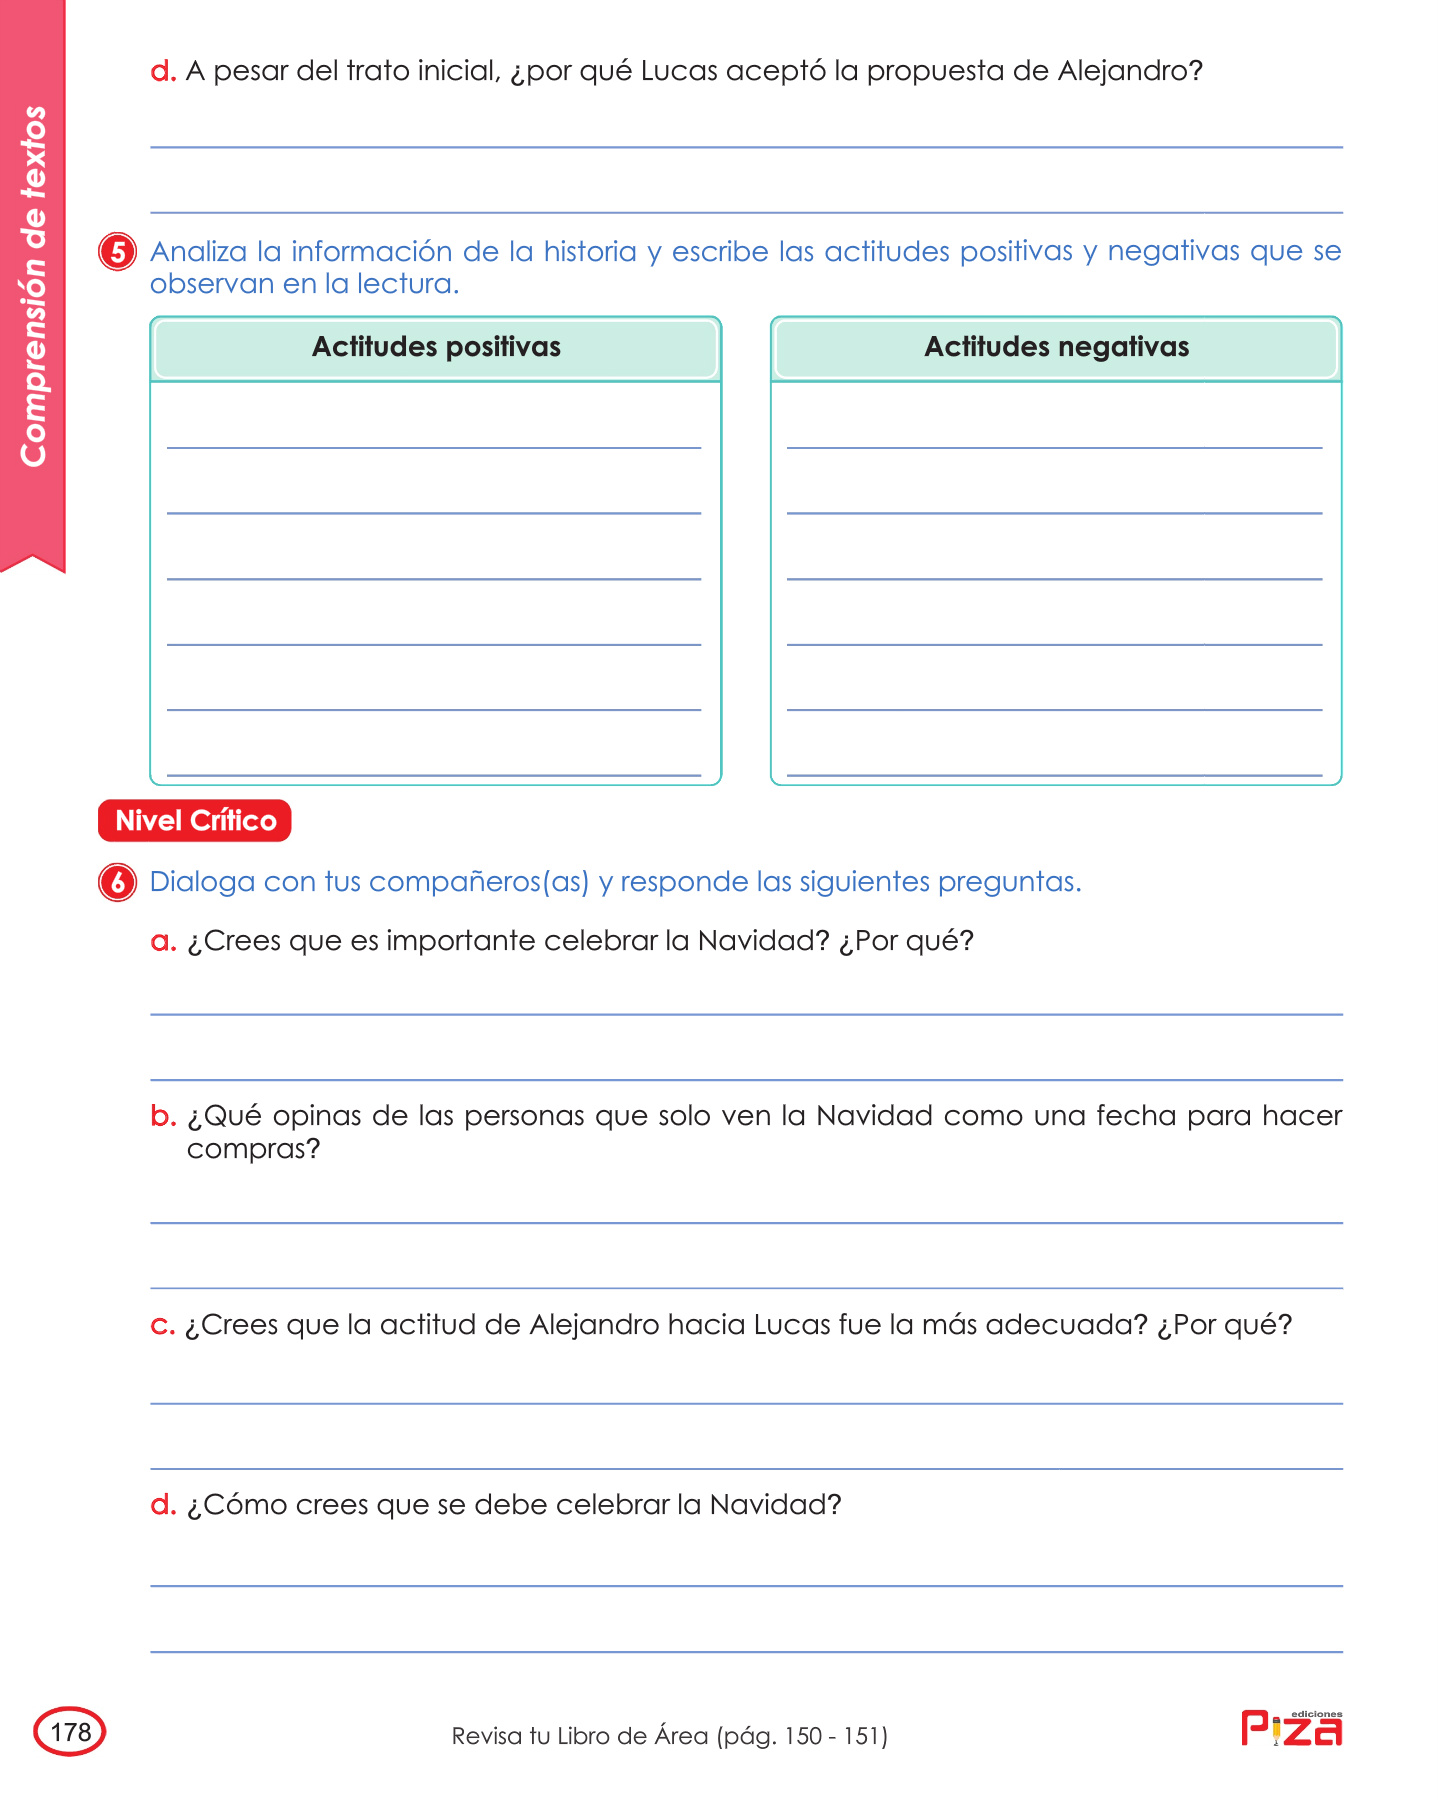 Comprensión de textos
d. A pesar del trato inicial, ¿por qué Lucas aceptó la propuesta de Alejandro?
5 Analiza la información de la historia y escribe las actitudes positivas y negativas que se
observan en la lectura.
Actitudes positivas
Actitudes negativas
Nivel Crítico
6 Dialoga con tus compañeros(as) y responde las siguientes preguntas.
a. ¿Crees que es importante celebrar la Navidad? ¿Por qué?
b. ¿Qué opinas de las personas que solo ven la Navidad como una fecha para hacer
compras?
c. ¿Crees que la actitud de Alejandro hacia Lucas fue la más adecuada? ¿Por qué?
d. ¿Cómo crees que se debe celebrar la Navidad?
178
Revisa tu Libro de Área (pág. 150 - 151)
ediciones
PizA